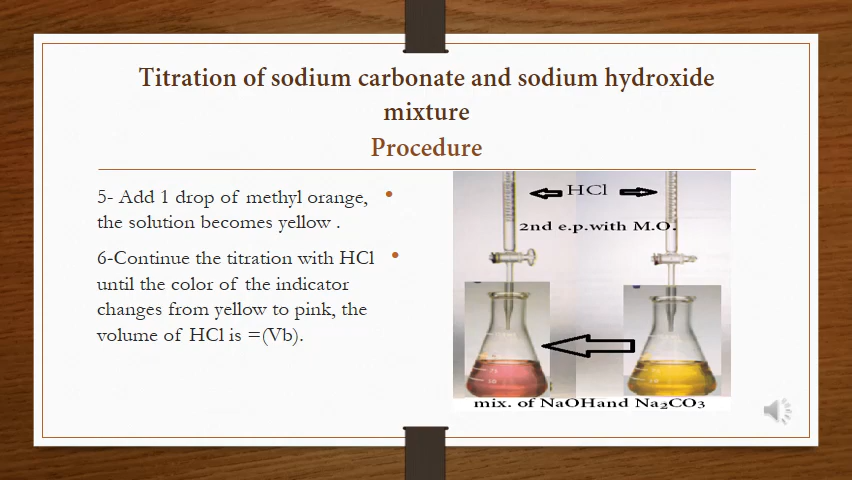 Titration of sodium carbonate and sodium hydroxide
mixture
Procedure
5- Add 1 drop of methyl orange,
the solution becomes yellow .
6-Continue the titration with HCl
until the color of the indicator
changes from yellow to pink, the
volume of HCl is =(Vb).
HCl
2nd e.p.with M.O.
mix. of NaOHand Na₂CO₃